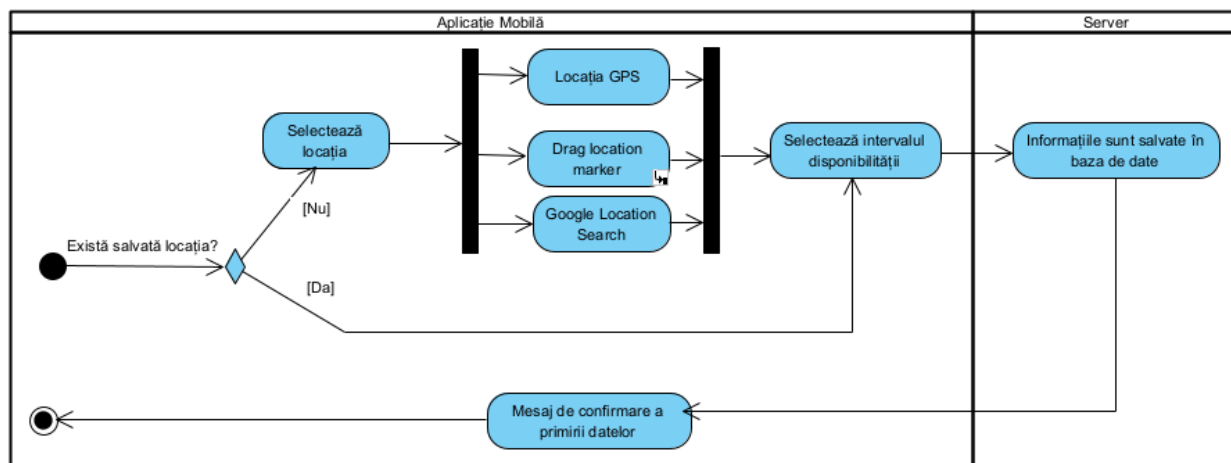 Aplicație Mobilă
Server
Locația GPS
Selectează
locația
Drag location
marker
Selectează intervalul
disponibilității
Informațiile sunt salvate în
baza de date
[Nu]
Google Location
Search
Există salvată locația?
[Da]
Mesaj de confirmare a
primirii datelor